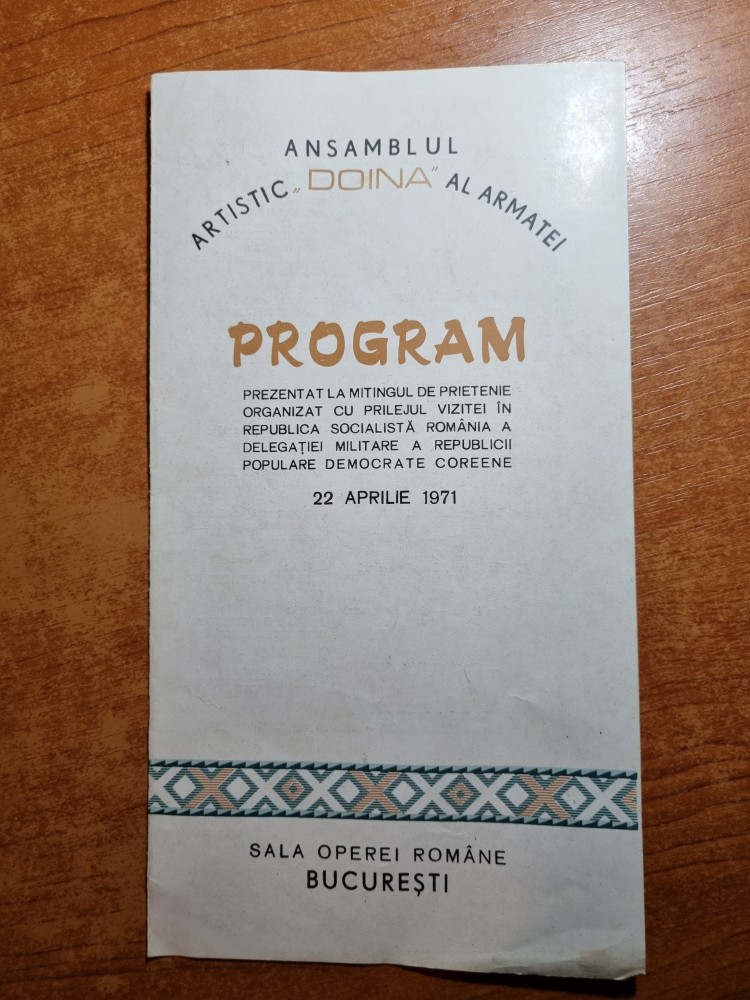 ANSAMBLUL
ARTISTIC „DOINA” AL ARMATEI
PROGRAM
PREZENTAT LA MITINGUL DE PRIETENIE
ORGANIZAT CU PRILEJUL VIZITEI ÎN
REPUBLICA SOCIALISTĂ ROMÂNIA A
DELEGAȚIEI MILITARE A REPUBLICII
POPULARE DEMOCRATE COREENE
22 APRILIE 1971
SALA OPEREI ROMÂNE
BUCUREȘTI